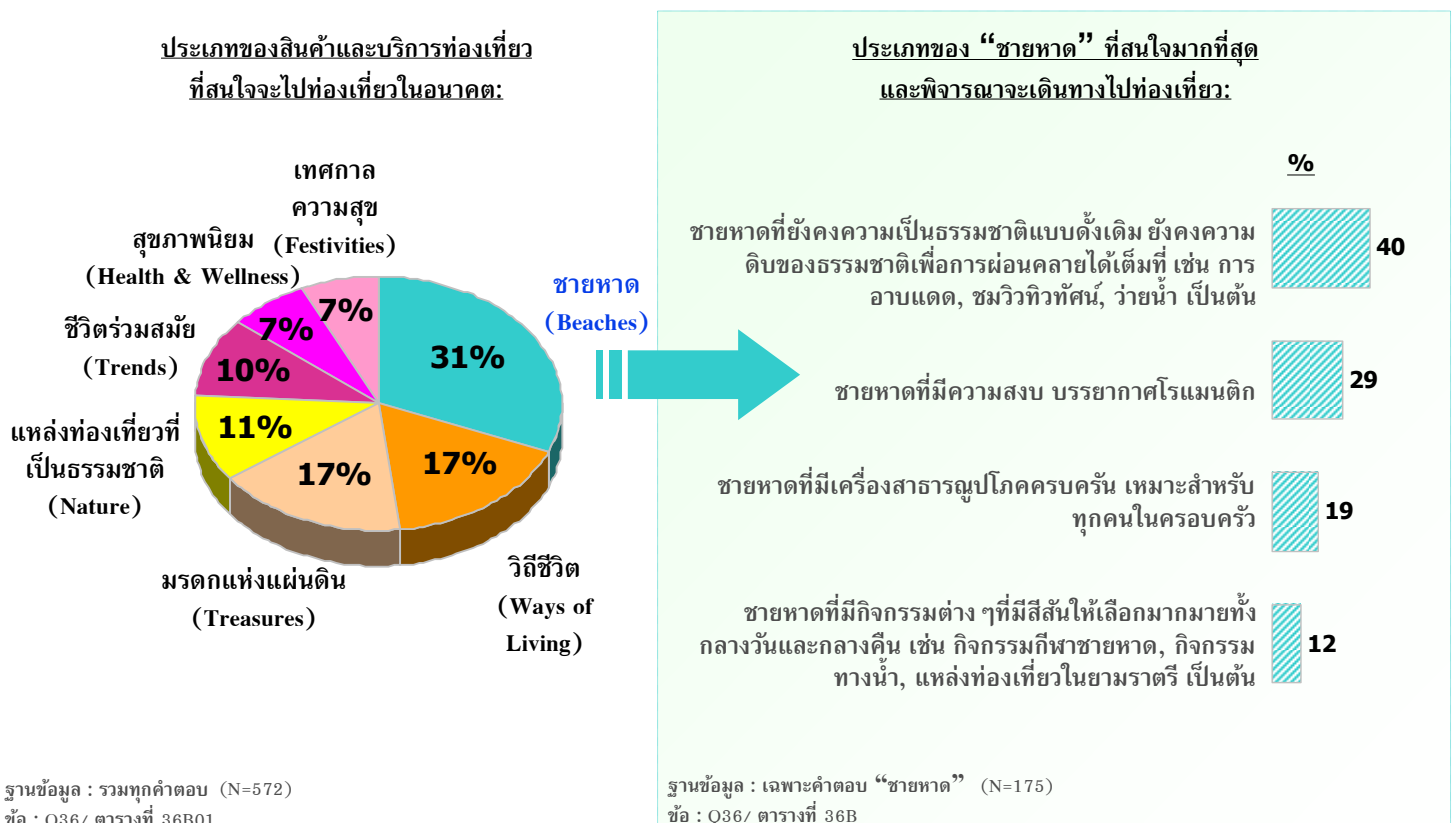 ประเภทของสินค้าและบริการท่องเที่ยว
ที่สนใจจะไปท่องเที่ยวในอนาคต:
เทศกาล
ความสุข
(Festivities)
สุขภาพนิยม
(Health & Wellness)
ชีวิตร่วมสมัย
(Trends)
แหล่งท่องเที่ยวที่
เป็นธรรมชาติ
(Nature)
มรดกแห่งแผ่นดิน
(Treasures)
วิถีชีวิต
(Ways of
Living)
ชายหาด
(Beaches)
7%
7%
10%
11%
17%
17%
31%
ฐานข้อมูล : รวมทุกคำตอบ (N=572)
ข้อ : Q36/ ตารางที่ 36B01
ประเภทของ “ชายหาด” ที่สนใจมากที่สุด
และพิจารณาจะเดินทางไปท่องเที่ยว:
%
ชายหาดที่ยังคงความเป็นธรรมชาติแบบดั้งเดิม ยังคงความ
ดิบของธรรมชาติเพื่อการผ่อนคลายได้เต็มที่ เช่น การ
อาบแดด, ชมวิวทิวทัศน์, ว่ายน้ำ เป็นต้น
40
ชายหาดที่มีความสงบ บรรยากาศโรแมนติก
29
ชายหาดที่มีเครื่องสาธารณูปโภคครบครัน เหมาะสำหรับ
ทุกคนในครอบครัว
19
ชายหาดที่มีกิจกรรมต่าง ๆที่มีสีสันให้เลือกมากมายทั้ง
กลางวันและกลางคืน เช่น กิจกรรมกีฬาชายหาด, กิจกรรม
ทางน้ำ, แหล่งท่องเที่ยวในยามราตรี เป็นต้น
12
ฐานข้อมูล : เฉพาะคำตอบ “ชายหาด” (N=175)
ข้อ : Q36/ ตารางที่ 36B